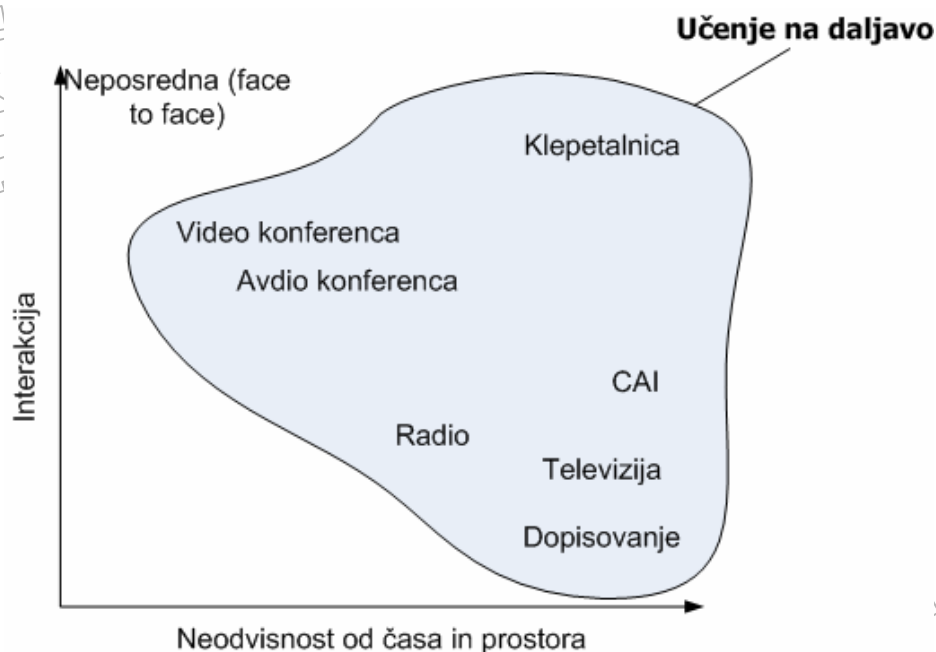 Učenje na daljavo
Neposredna (face
to face)
Klepetalnica
Video konferenca
Avdio konferenca
Interakcija
CAI
Radio
Televizija
Dopisovanje
Neodvisnost od časa in prostora